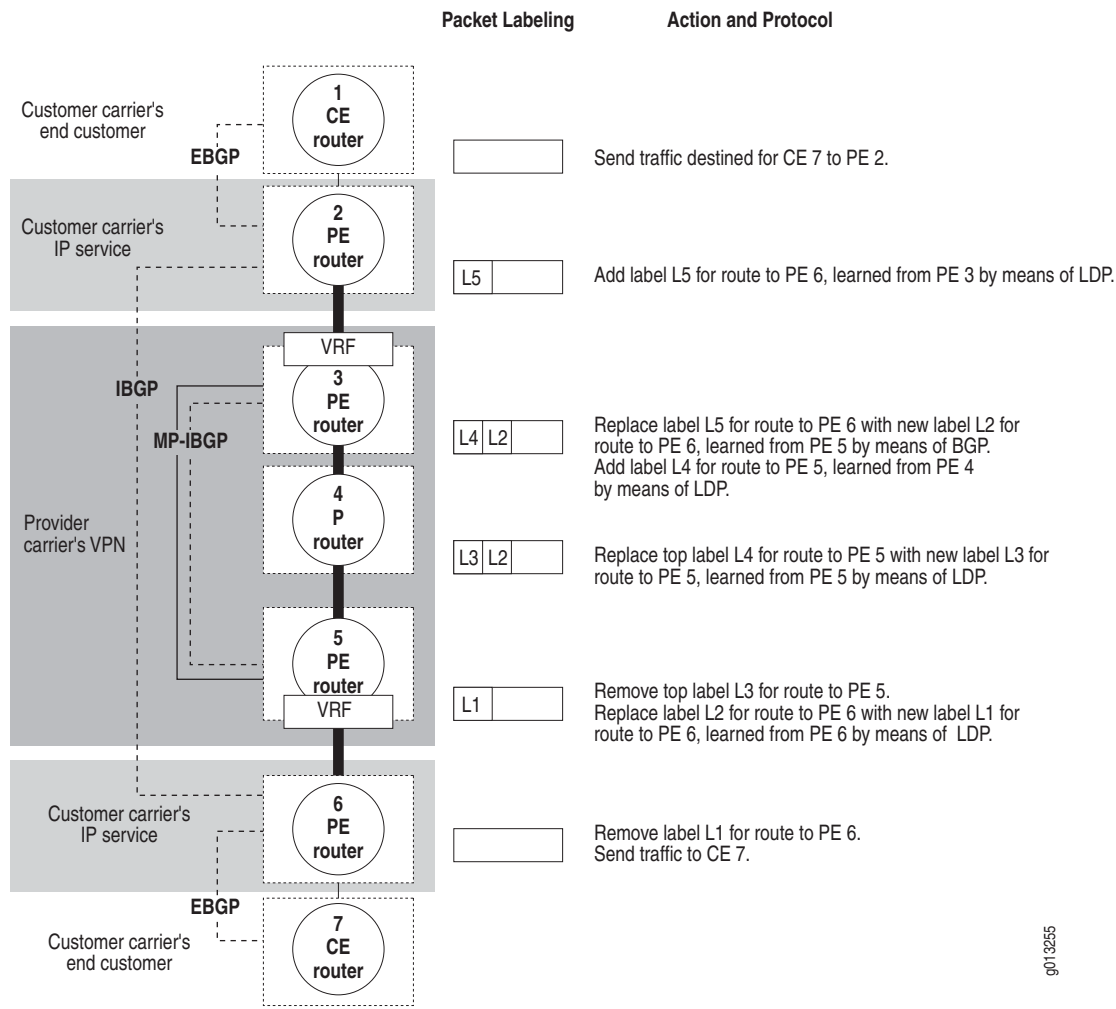 Packet Labeling
Action and Protocol
Customer carrier's
end customer
1
CE
router
EBGP
Send traffic destined for CE 7 to PE 2.
Customer carrier's
IP service
2
PE
router
L5
Add label L5 for route to PE 6, learned from PE 3 by means of LDP.
VRF
IBGP
MP-IBGP
3
PE
router
L4 L2
Replace label L5 for route to PE 6 with new label L2 for
route to PE 6, learned from PE 5 by means of BGP.
Add label L4 for route to PE 5, learned from PE 4
by means of LDP.
Provider
carrier's VPN
4
P
router
L3 L2
Replace top label L4 for route to PE 5 with new label L3 for
route to PE 5, learned from PE 5 by means of LDP.
5
PE
router
VRF
L1
Remove top label L3 for route to PE 5.
Replace label L2 for route to PE 6 with new label L1 for
route to PE 6, learned from PE 6 by means of LDP.
Customer carrier's
IP service
6
PE
router
Remove label L1 for route to PE 6.
Send traffic to CE 7.
EBGP
Customer carrier's
end customer
7
CE
router
g013255